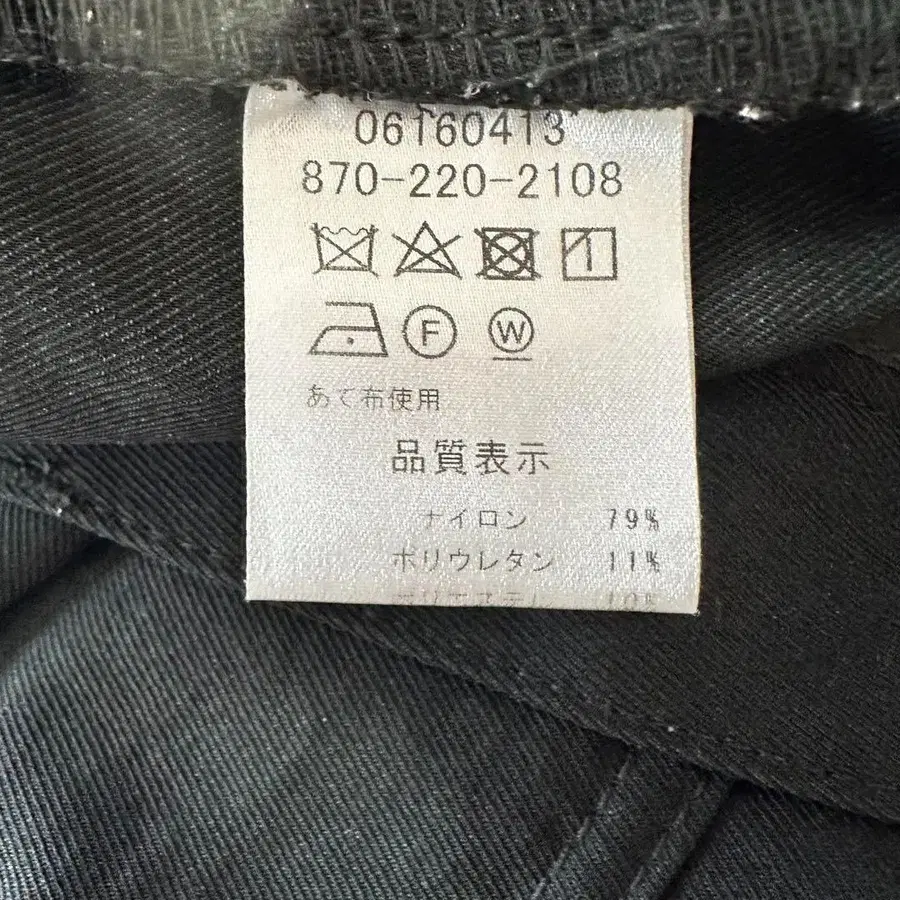 06160413
870-220-2108
F W
あて布使用
品質表示
ナイロン 79%
ポリウレタン 11%